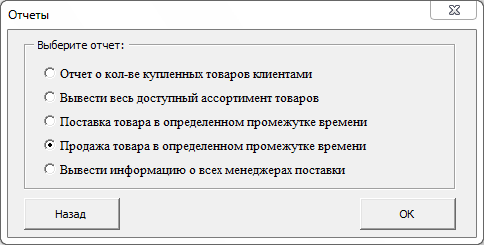 Отчеты
Выберите отчет:
Отчет о кол-ве купленных товаров клиентами
Вывести весь доступный ассортимент товаров
Поставка товара в определенном промежутке времени
Продажа товара в определенном промежутке времени
Вывести информацию о всех менеджерах поставки
Назад
OK